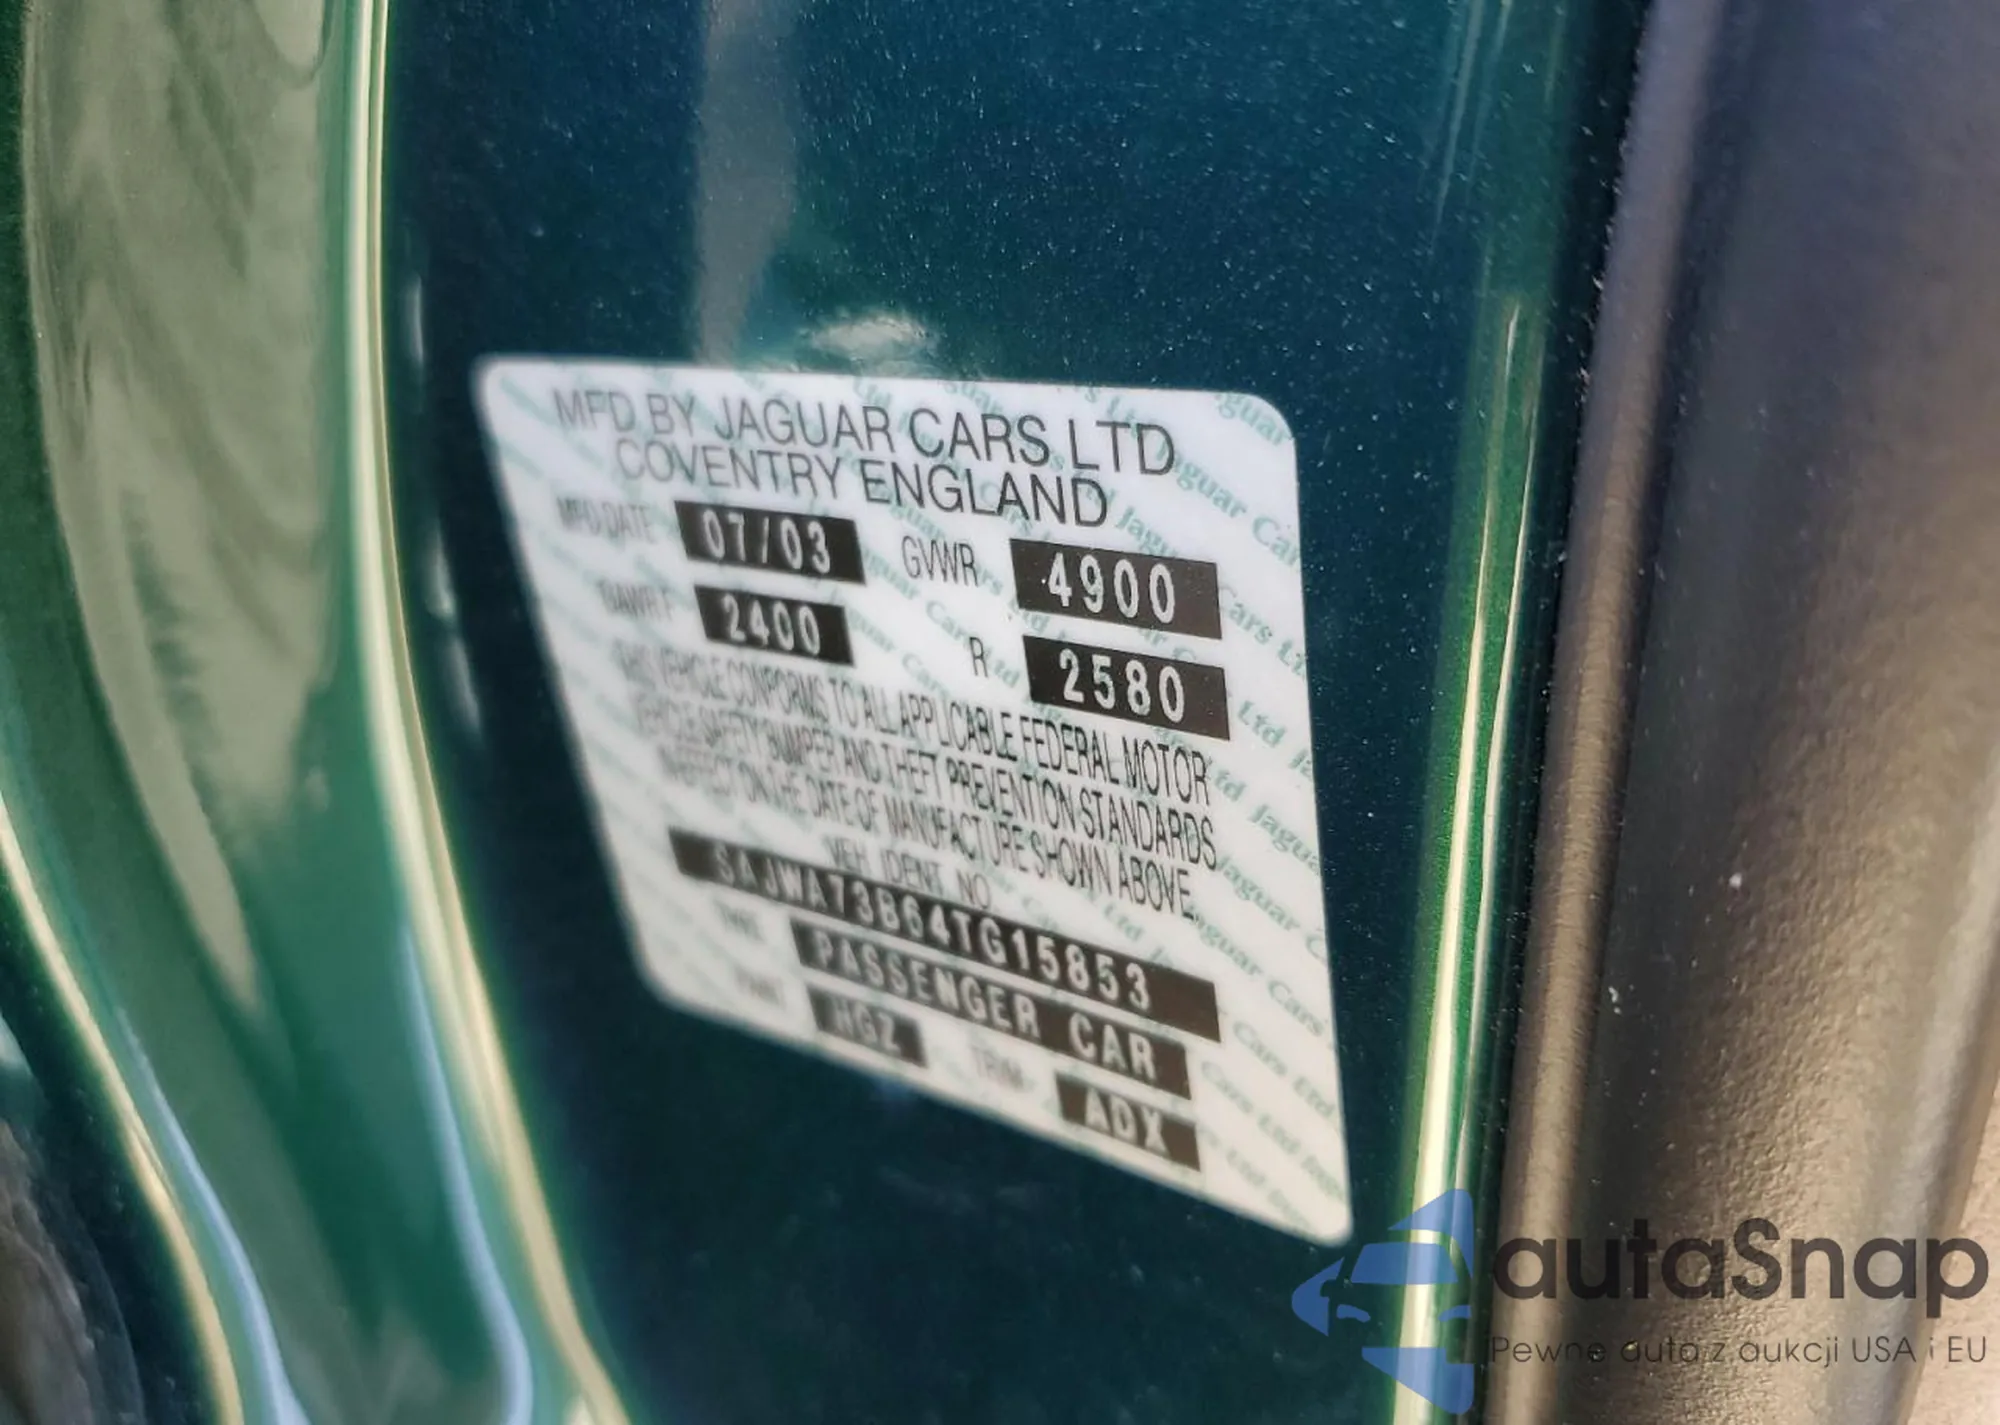 MFD BY JAGUAR CARS LTD
COVENTRY ENGLAND
MFD DATE 07/03 GVWR 4900
GAWR F 2400 R 2580
THIS VEHICLE CONFORMS TO ALL APPLICABLE FEDERAL MOTOR
VEHICLE SAFETY BUMPER AND THEFT PREVENTION STANDARDS
IN EFFECT ON THE DATE OF MANUFACTURE SHOWN ABOVE.
VEH. IDENT. NO.
SAJWA73B64TG15853
TYPE PASSENGER CAR
PAINT HGZ TRIM ADX
autaSnap
Pewne auta z aukcji USA i EU